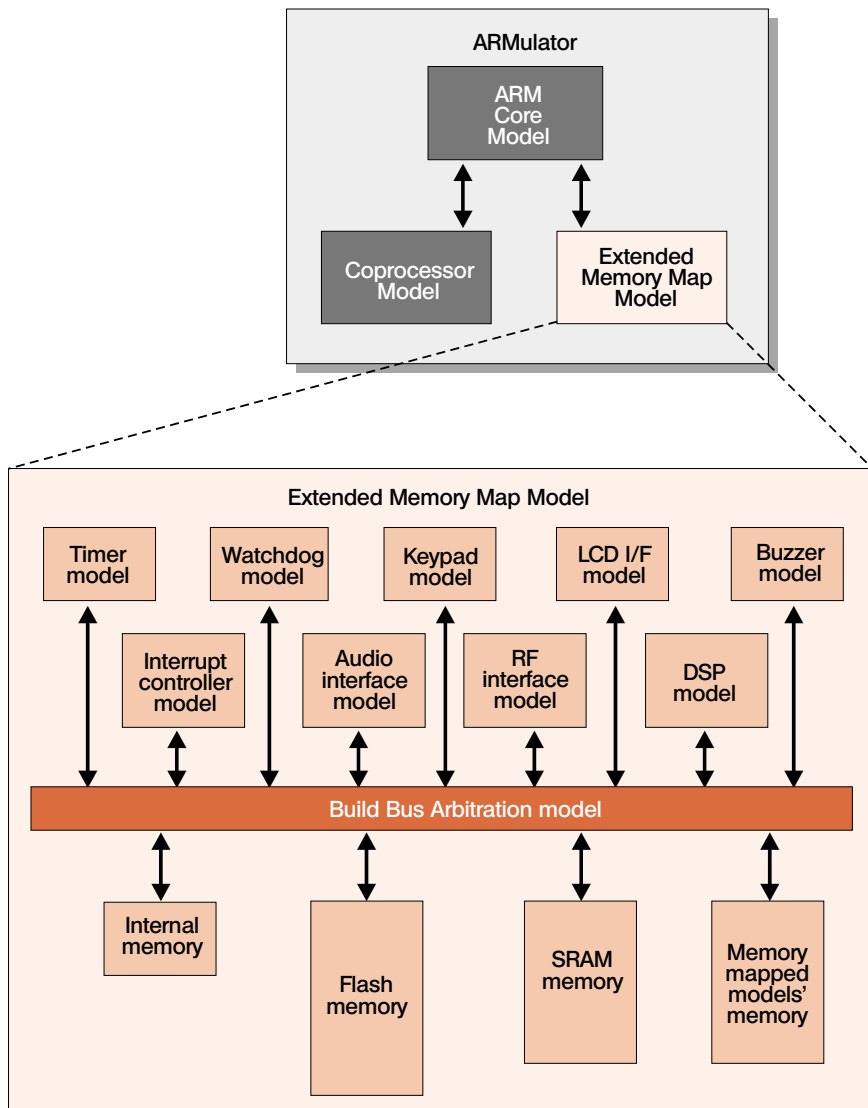 ARMulator
ARM
Core
Model
Coprocessor
Model
Extended
Memory Map
Model
Extended Memory Map Model
Timer
model
Watchdog
model
Keypad
model
LCD I/F
model
Buzzer
model
Interrupt
controller
model
Audio
interface
model
RF
interface
model
DSP
model
Build Bus Arbitration model
Internal
memory
Flash
memory
SRAM
memory
Memory
mapped
models’
memory